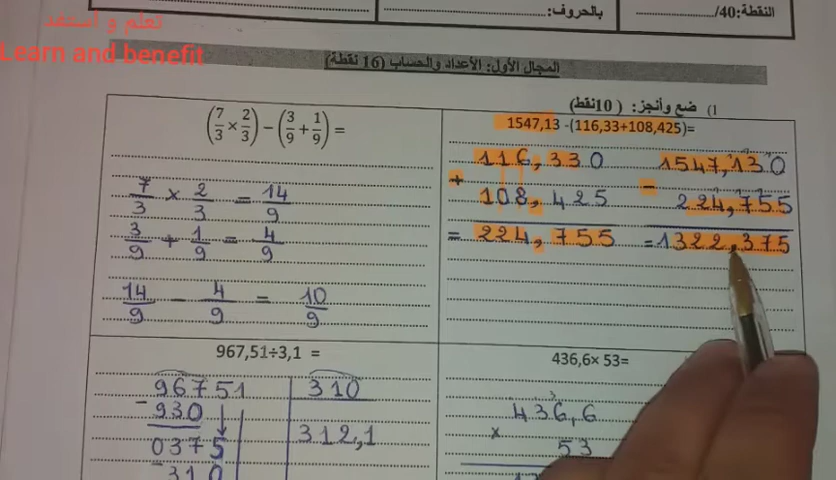 النقطة:40/ ........
بالحروف: ........
تعلم و استفد
Learn and benefit
المجال الأول: الأعداد والحساب (16 نقطة)
1) ضع وأنجز: (10نقط)
1547,13 -(116,33+108,425)=
116,330
+
108,425
= 224,755
1547,130
-
224,755
=1322,375
(7/3 × 2/3) − (3/9 + 1/9) =
7/3 × 2/3 = 14/9
3/9 + 1/9 = 4/9
14/9 − 4/9 = 10/9
436,6× 53=
3
436,6
×
53
967,51÷3,1 =
96751
310
- 930
312,1
0375
- 310